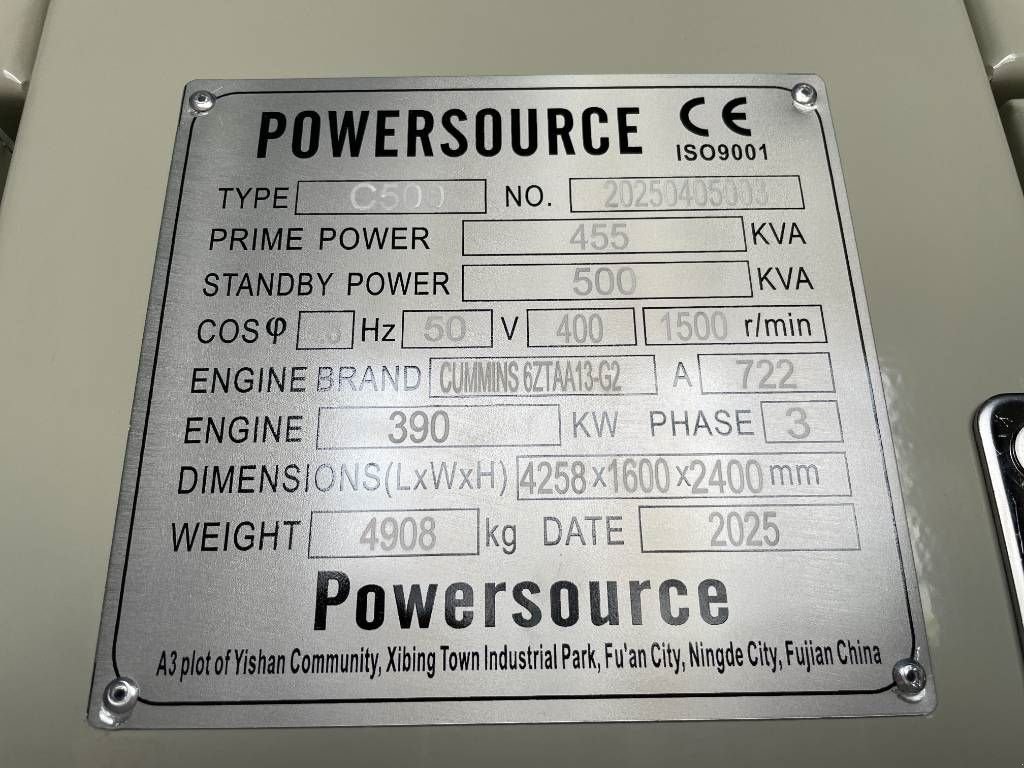 POWERSOURCE CE
ISO9001
TYPE C500 NO. 20250405003
PRIME POWER 455 KVA
STANDBY POWER 500 KVA
COSφ .8 Hz 50 V 400 1500 r/min
ENGINE BRAND CUMMINS 6ZTAA13-G2 A 722
ENGINE 390 KW PHASE 3
DIMENSIONS(LxWxH) 4258x1600x2400 mm
WEIGHT 4908 kg DATE 2025
Powersource
A3 plot of Yishan Community, Xibing Town Industrial Park, Fu'an City, Ningde City, Fujian China